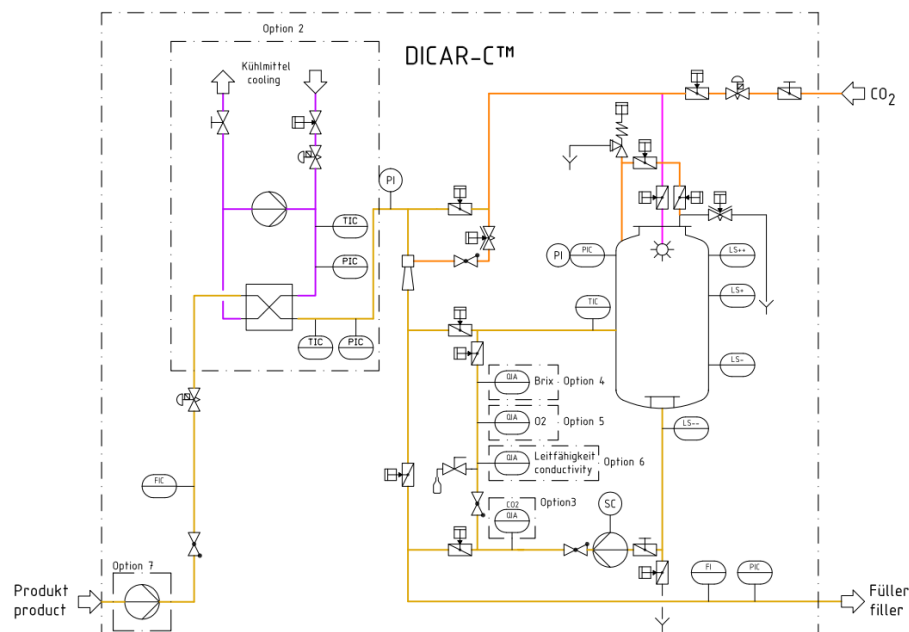 Option 2
DICAR-C™
Kühlmittel
cooling
CO2
PI
TIC
PIC
PI
PIC
LS++
TIC
LS+
TIC
PIC
LS-
QIA
Brix
Option 4
QIA
O2
Option 5
LS--
QIA
Leitfähigkeit
conductivity
Option 6
FIC
CO2
QIA
Option3
SC
Option 7
Produkt
product
FI
PIC
Füller
filler